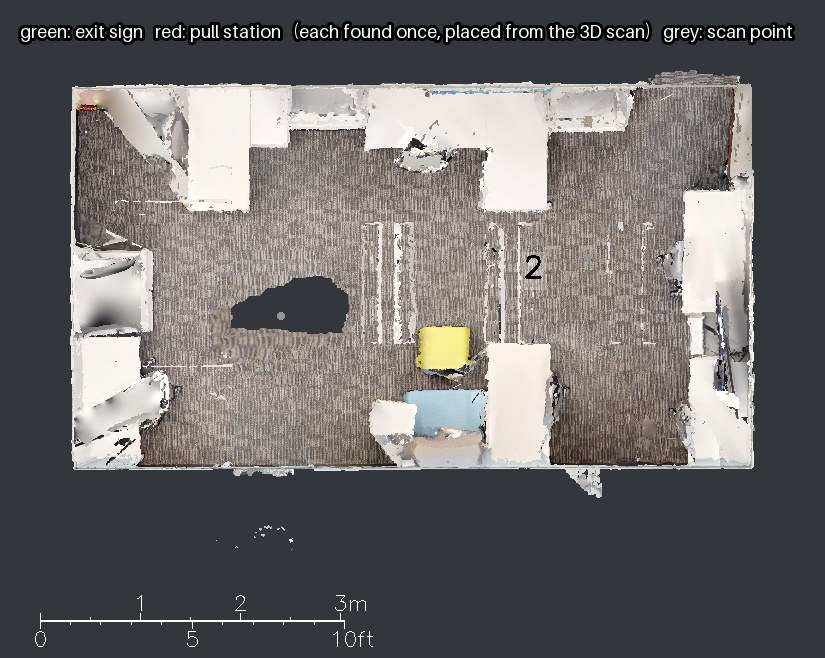 green: exit sign red: pull station (each found once, placed from the 3D scan) grey: scan point
2
1 2 3m
0 5 10ft